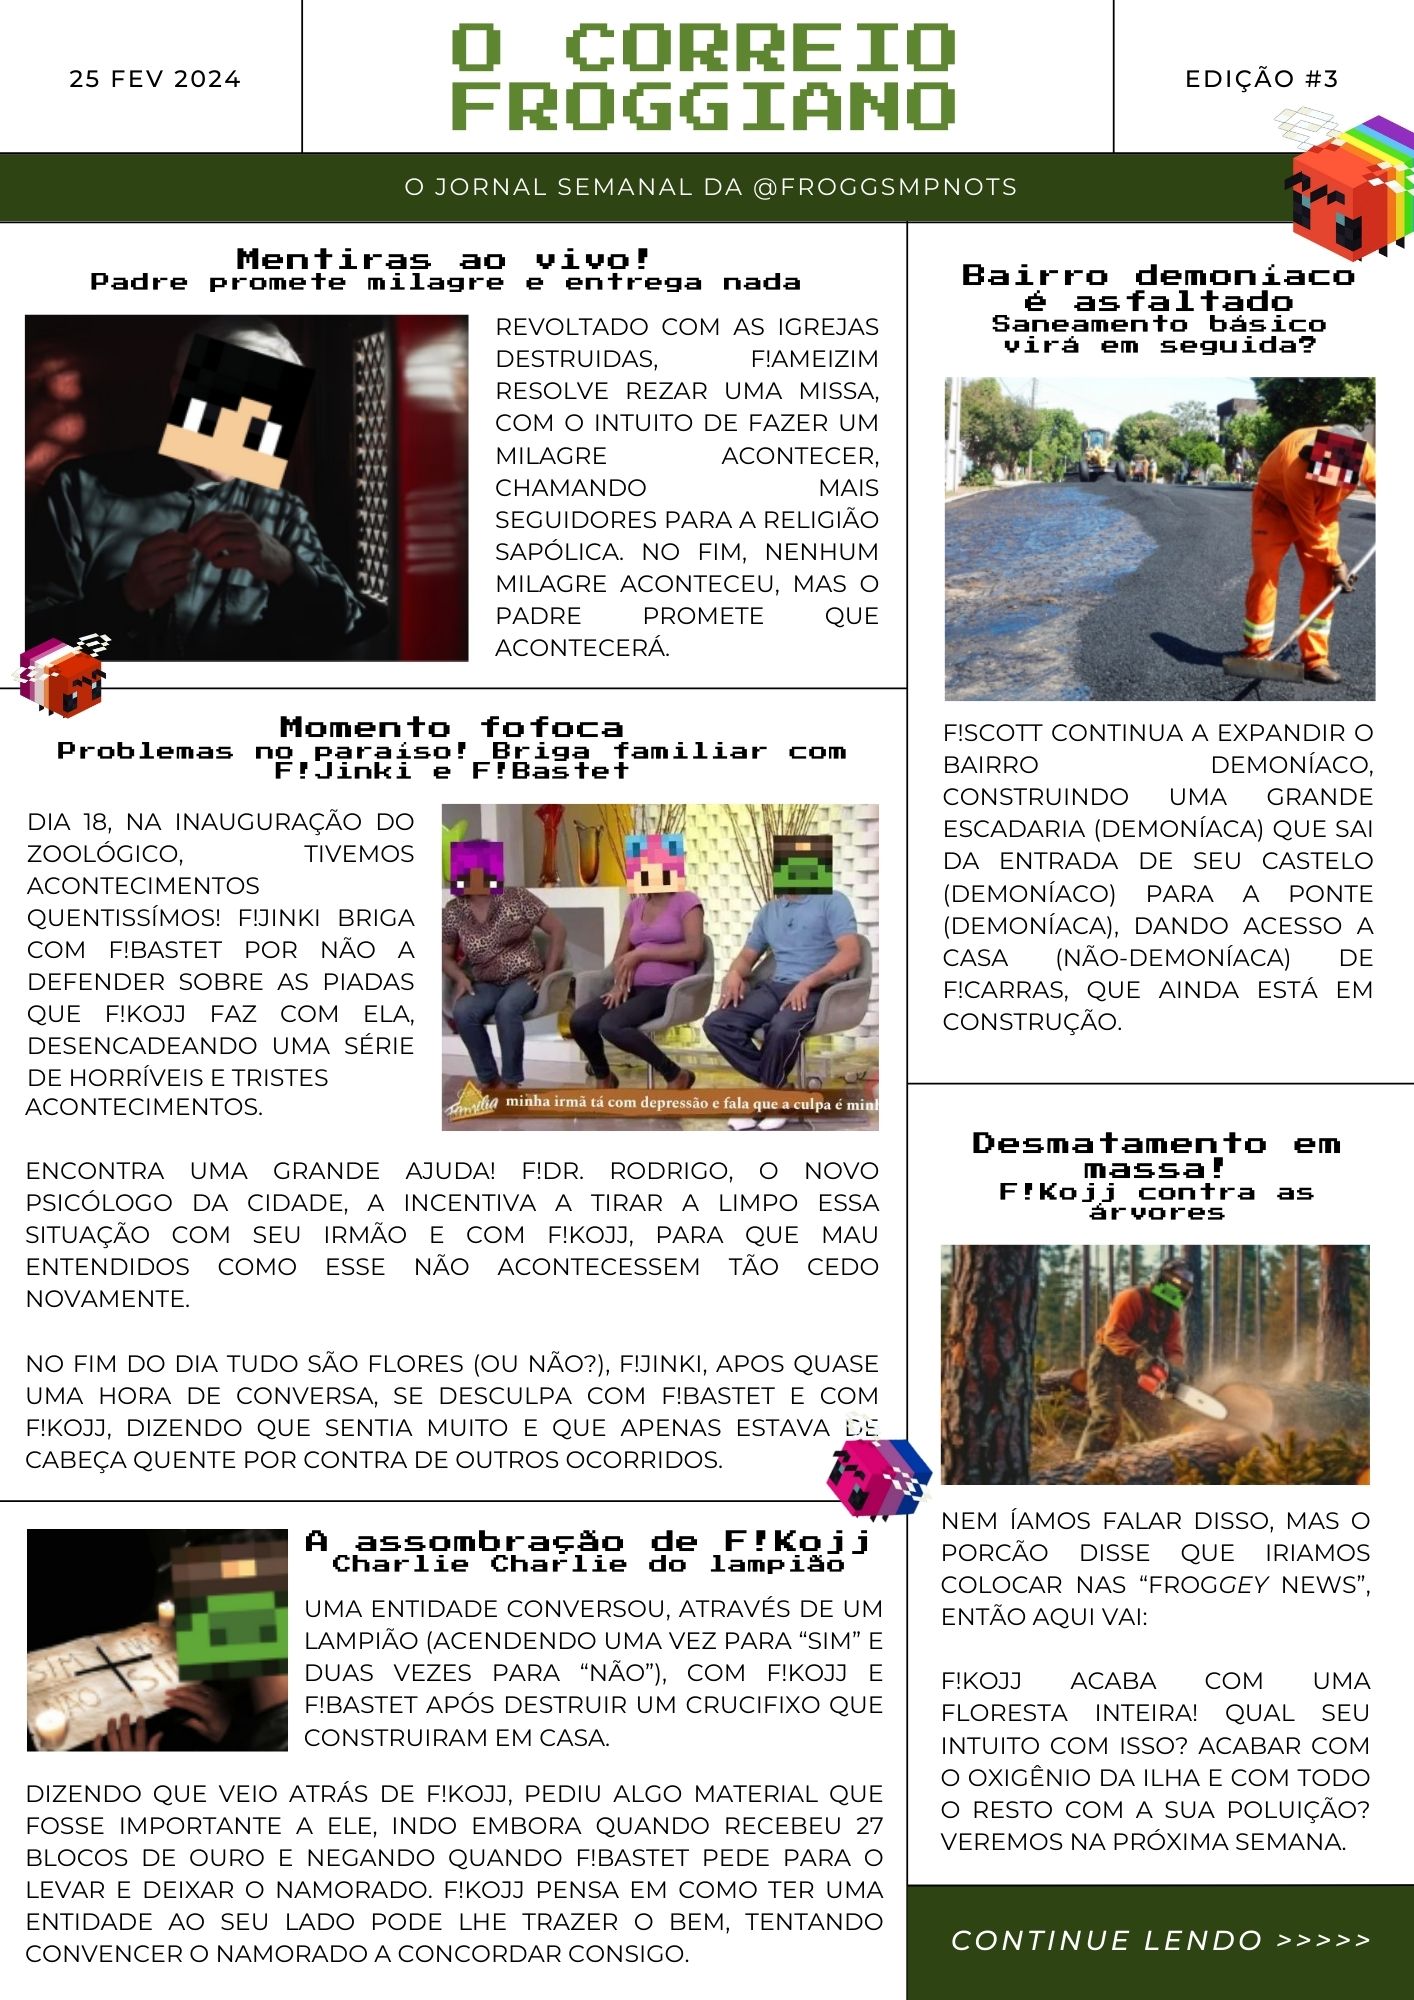 25 FEV 2024
O CORREIO
FROGGIANO
EDIÇÃO #3
O JORNAL SEMANAL DA @FROGGSMPNOTS
Mentiras ao vivo!
Padre promete milagre e entrega nada
REVOLTADO COM AS IGREJAS
DESTRUIDAS, F!AMEIZIM
RESOLVE REZAR UMA MISSA,
COM O INTUITO DE FAZER UM
MILAGRE ACONTECER,
CHAMANDO MAIS
SEGUIDORES PARA A RELIGIÃO
SAPÓLICA. NO FIM, NENHUM
MILAGRE ACONTECEU, MAS O
PADRE PROMETE QUE
ACONTECERÁ.
Momento fofoca
Problemas no paraíso! Briga familiar com
F!Jinki e F!Bastet
DIA 18, NA INAUGURAÇÃO DO
ZOOLÓGICO, TIVEMOS
ACONTECIMENTOS
QUENTISSÍMOS! F!JINKI BRIGA
COM F!BASTET POR NÃO A
DEFENDER SOBRE AS PIADAS
QUE F!KOJJ FAZ COM ELA,
DESENCADEANDO UMA SÉRIE
DE HORRÍVEIS E TRISTES
ACONTECIMENTOS.
Família
minha irmã tá com depressão e fala que a culpa é minh
ENCONTRA UMA GRANDE AJUDA! F!DR. RODRIGO, O NOVO
PSICÓLOGO DA CIDADE, A INCENTIVA A TIRAR A LIMPO ESSA
SITUAÇÃO COM SEU IRMÃO E COM F!KOJJ, PARA QUE MAU
ENTENDIDOS COMO ESSE NÃO ACONTECESSEM TÃO CEDO
NOVAMENTE.
NO FIM DO DIA TUDO SÃO FLORES (OU NÃO?), F!JINKI, APOS QUASE
UMA HORA DE CONVERSA, SE DESCULPA COM F!BASTET E COM
F!KOJJ, DIZENDO QUE SENTIA MUITO E QUE APENAS ESTAVA DE
CABEÇA QUENTE POR CONTRA DE OUTROS OCORRIDOS.
A assombração de F!Kojj
Charlie Charlie do lampião
SIM
NÃO
SI
UMA ENTIDADE CONVERSOU, ATRAVÉS DE UM
LAMPIÃO (ACENDENDO UMA VEZ PARA “SIM” E
DUAS VEZES PARA “NÃO”), COM F!KOJJ E
F!BASTET APÓS DESTRUIR UM CRUCIFIXO QUE
CONSTRUIRAM EM CASA.
DIZENDO QUE VEIO ATRÁS DE F!KOJJ, PEDIU ALGO MATERIAL QUE
FOSSE IMPORTANTE A ELE, INDO EMBORA QUANDO RECEBEU 27
BLOCOS DE OURO E NEGANDO QUANDO F!BASTET PEDE PARA O
LEVAR E DEIXAR O NAMORADO. F!KOJJ PENSA EM COMO TER UMA
ENTIDADE AO SEU LADO PODE LHE TRAZER O BEM, TENTANDO
CONVENCER O NAMORADO A CONCORDAR CONSIGO.
Bairro demoníaco
é asfaltado
Saneamento básico
virá em seguida?
F!SCOTT CONTINUA A EXPANDIR O
BAIRRO DEMONÍACO,
CONSTRUINDO UMA GRANDE
ESCADARIA (DEMONÍACA) QUE SAI
DA ENTRADA DE SEU CASTELO
(DEMONÍACO) PARA A PONTE
(DEMONÍACA), DANDO ACESSO A
CASA (NÃO-DEMONÍACA) DE
F!CARRAS, QUE AINDA ESTÁ EM
CONSTRUÇÃO.
Desmatamento em
massa!
F!Kojj contra as
árvores
NEM ÍAMOS FALAR DISSO, MAS O
PORCÃO DISSE QUE IRIAMOS
COLOCAR NAS “FROGGEY NEWS”,
ENTÃO AQUI VAI:
F!KOJJ ACABA COM UMA
FLORESTA INTEIRA! QUAL SEU
INTUITO COM ISSO? ACABAR COM
O OXIGÊNIO DA ILHA E COM TODO
O RESTO COM A SUA POLUIÇÃO?
VEREMOS NA PRÓXIMA SEMANA.
CONTINUE LENDO >>>>>